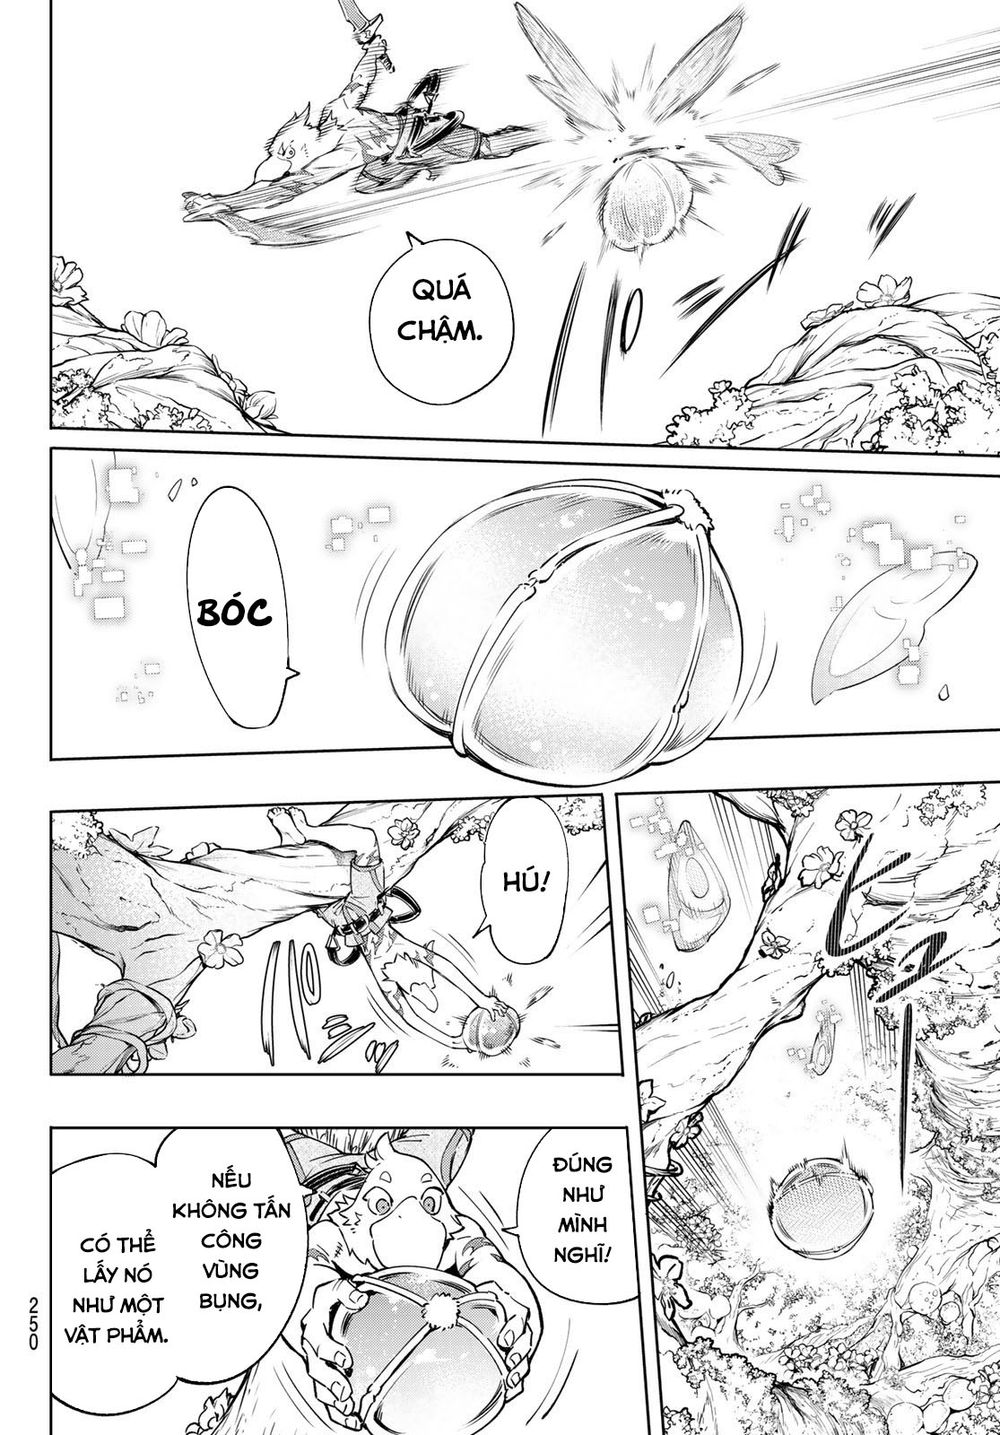 QUÁ
CHẬM.
BÓC
HÚ!
ĐÚNG
NHƯ
MÌNH
NGHĨ!
NẾU
KHÔNG TẤN
CÔNG
VÙNG
BỤNG,
CÓ THỂ
LẤY NÓ
NHƯ MỘT
VẬT PHẨM.
250